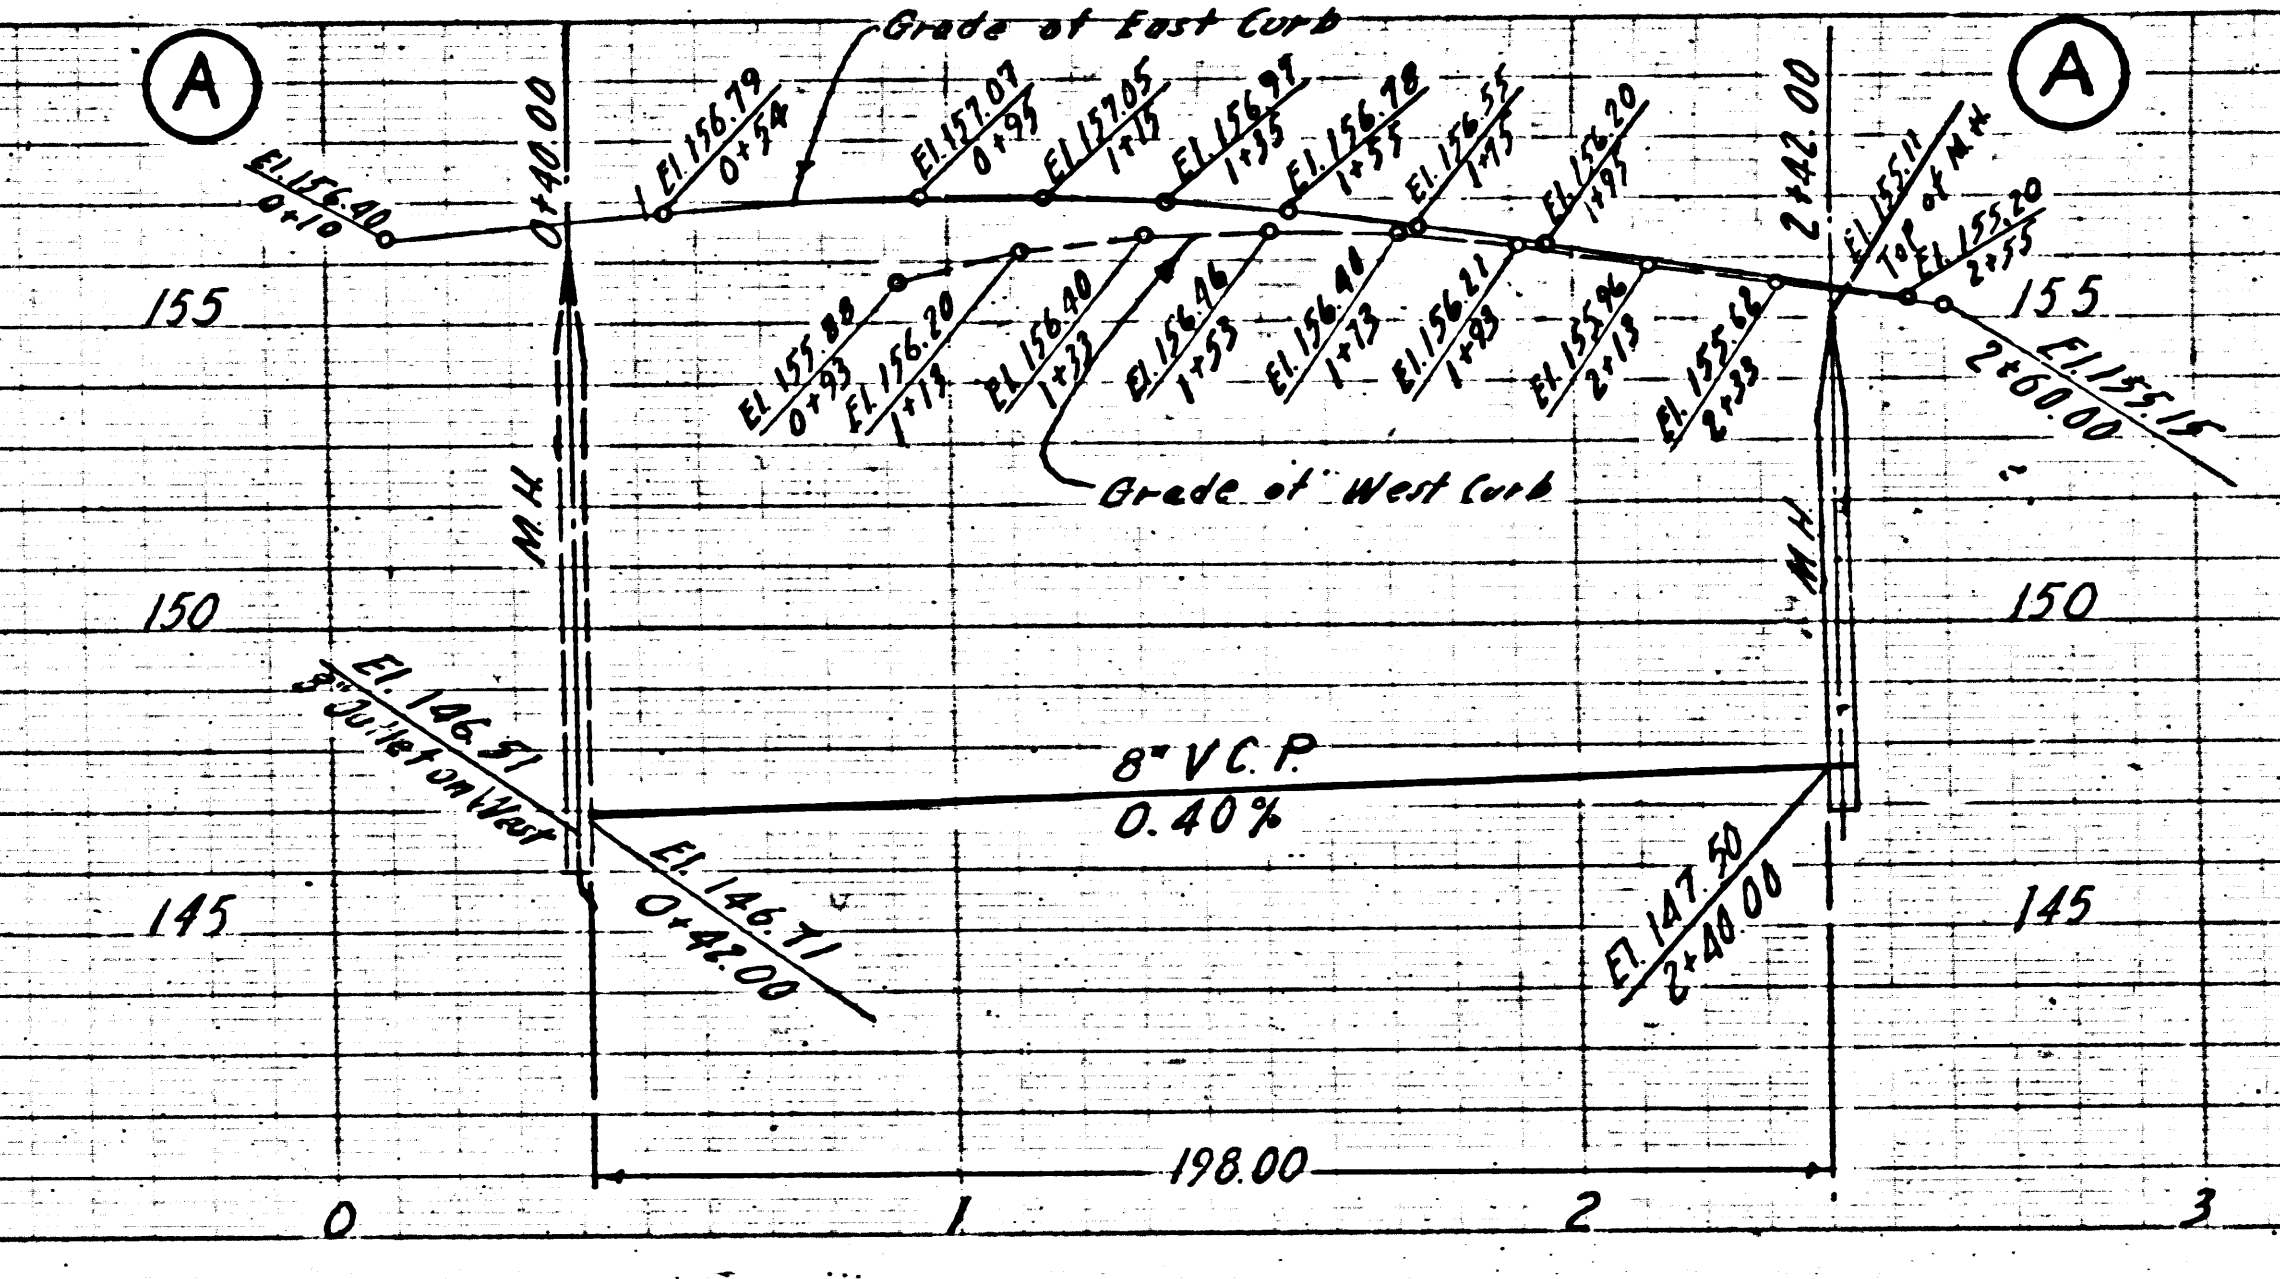 Grade of East Curb
A
A
0+40.00
2+42.00
El. 156.40
0+10
El. 156.79
0+54
El. 157.07
0+95
El. 157.05
1+15
El. 156.97
1+35
El. 156.78
1+55
El. 156.55
1+75
El. 156.20
1+95
El. 155.11
Top of M.H
El. 155.20
2+55
155
155
El. 155.88
0+93
El. 156.20
1+13
El. 156.40
1+33
El. 156.46
1+53
El. 156.41
1+73
El. 156.21
1+93
El. 155.96
2+13
El. 155.62
2+33
El. 155.15
2+60.00
Grade of West Curb
M.H.
M.H.
150
150
El. 146.51
8" Outlet on West
8" V.C.P.
0.40%
El. 146.71
0+42.00
El. 147.50
2+40.00
145
145
198.00
0
1
2
3